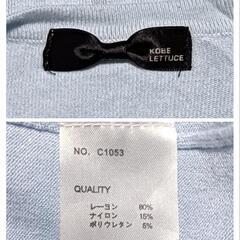 KOBE
LETTUCE
NO. C1053
QUALITY
レーヨン 80%
ナイロン 15%
ポリウレタン 5%